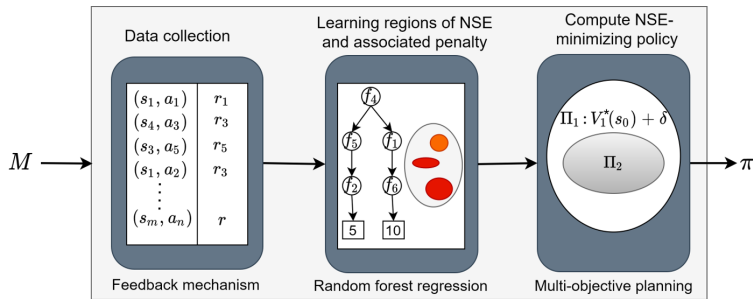 Data collection
Learning regions of NSE
and associated penalty
Compute NSE-
minimizing policy
M
(s₁, a₁) r₁
(s₄, a₃) r₃
(s₃, a₅) r₅
(s₁, a₂) r₃
(sₘ, aₙ) r
f₄
f₅ f₁
f₂ f₆
5 10
Π₁ : V₁*(s₀) + δ
Π₂
π
Feedback mechanism
Random forest regression
Multi-objective planning